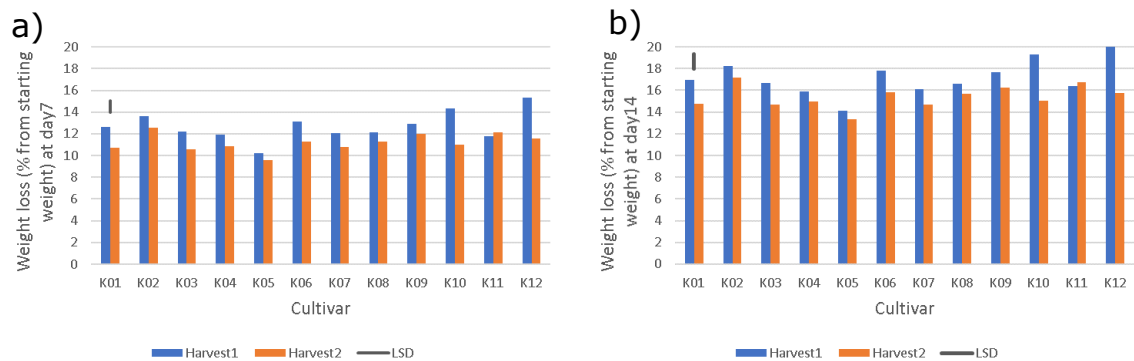 a)
Weight loss (% from starting
weight) at day7
20
18
16
14
12
10
8
6
4
2
0
K01 K02 K03 K04 K05 K06 K07 K08 K09 K10 K11 K12
Cultivar
Harvest1 Harvest2 LSD
b)
Weight loss (% from starting
weight) at day14
20
18
16
14
12
10
8
6
4
2
0
K01 K02 K03 K04 K05 K06 K07 K08 K09 K10 K11 K12
Cultivar
Harvest1 Harvest2 LSD